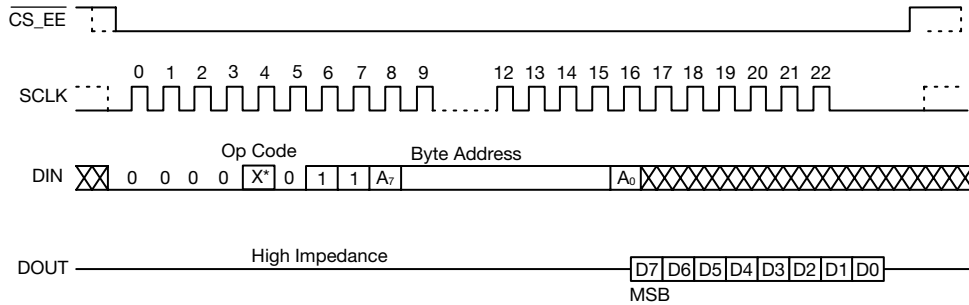 CS_EE
0 1 2 3 4 5 6 7 8 9 12 13 14 15 16 17 18 19 20 21 22
SCLK
Op Code Byte Address
DIN 0 0 0 0 X* 0 1 1 A7 A0
High Impedance
DOUT D7 D6 D5 D4 D3 D2 D1 D0
MSB